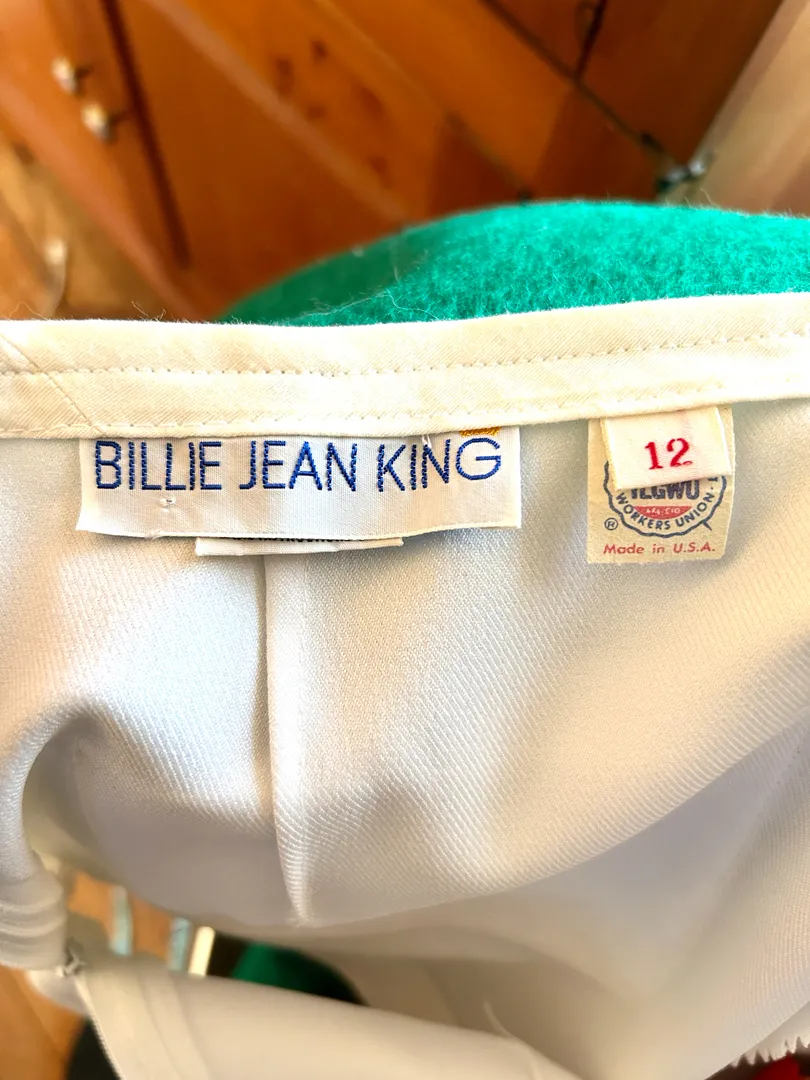 BILLIE JEAN KING
12
ILGWU
AFL-CIO
WORKERS UNION
®
Made in U.S.A.